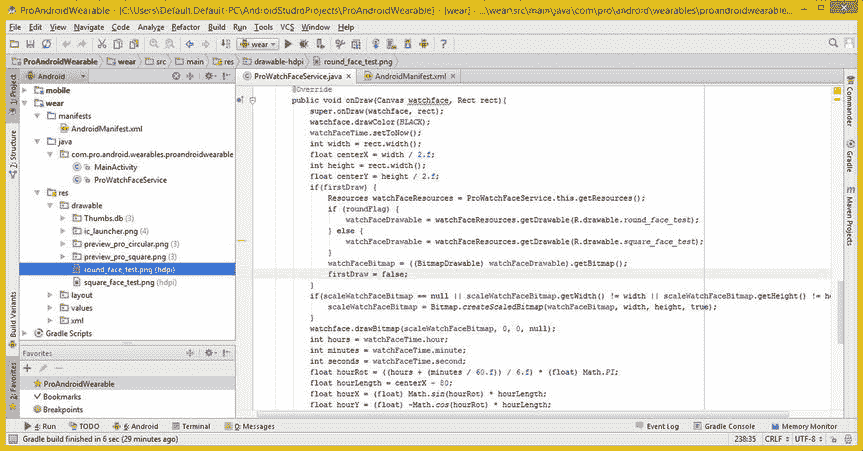 ProAndroidWearable - [C:\Users\Default.Default-PC\AndroidStudioProjects\ProAndroidWearable] - [wear] - ...\wear\src\main\java\com\pro\android\wearables\proandroidwearable...
File Edit View Navigate Code Analyze Refactor Build Run Tools VCS Window Help
wear
ProAndroidWearable wear src main res drawable-hdpi round_face_test.png
Android
ProWatchFaceService.java × AndroidManifest.xml ×
1: Project
7: Structure
Build Variants
2: Favorites
mobile
wear
manifests
AndroidManifest.xml
java
com.pro.android.wearables.proandroidwearable
MainActivity
ProWatchFaceService
res
drawable
Thumbs.db (3)
ic_launcher.png (4)
preview_pro_circular.png (3)
preview_pro_square.png (3)
round_face_test.png (hdpi)
square_face_test.png (hdpi)
layout
values
xml
Gradle Scripts
Favorites
ProAndroidWearable
Bookmarks
Breakpoints
@Override
public void onDraw(Canvas watchface, Rect rect){
super.onDraw(watchface, rect);
watchface.drawColor(BLACK);
watchFaceTime.setToNow();
int width = rect.width();
float centerX = width / 2.f;
int height = rect.width();
float centerY = height / 2.f;
if(firstDraw) {
Resources watchFaceResources = ProWatchFaceService.this.getResources();
if (roundFlag) {
watchFaceDrawable = watchFaceResources.getDrawable(R.drawable.round_face_test);
} else {
watchFaceDrawable = watchFaceResources.getDrawable(R.drawable.square_face_test);
}
watchFaceBitmap = ((BitmapDrawable) watchFaceDrawable).getBitmap();
firstDraw = false;
}
if(scaleWatchFaceBitmap == null || scaleWatchFaceBitmap.getWidth() != width || scaleWatchFaceBitmap.getHeight() != he
scaleWatchFaceBitmap = Bitmap.createScaledBitmap(watchFaceBitmap, width, height, true);
}
watchface.drawBitmap(scaleWatchFaceBitmap, 0, 0, null);
int hours = watchFaceTime.hour;
int minutes = watchFaceTime.minute;
int seconds = watchFaceTime.second;
float hourRot = ((hours + (minutes / 60.f)) / 6.f) * (float) Math.PI;
float hourLength = centerX - 80;
float hourX = (float) Math.sin(hourRot) * hourLength;
float hourY = (float) -Math.cos(hourRot) * hourLength;
Commander
Gradle
Maven Projects
4: Run TODO 6: Android Terminal 0: Messages Event Log Gradle Console Memory Monitor
Gradle build finished in 6 sec (29 minutes ago) 238:35 CRLF UTF-8